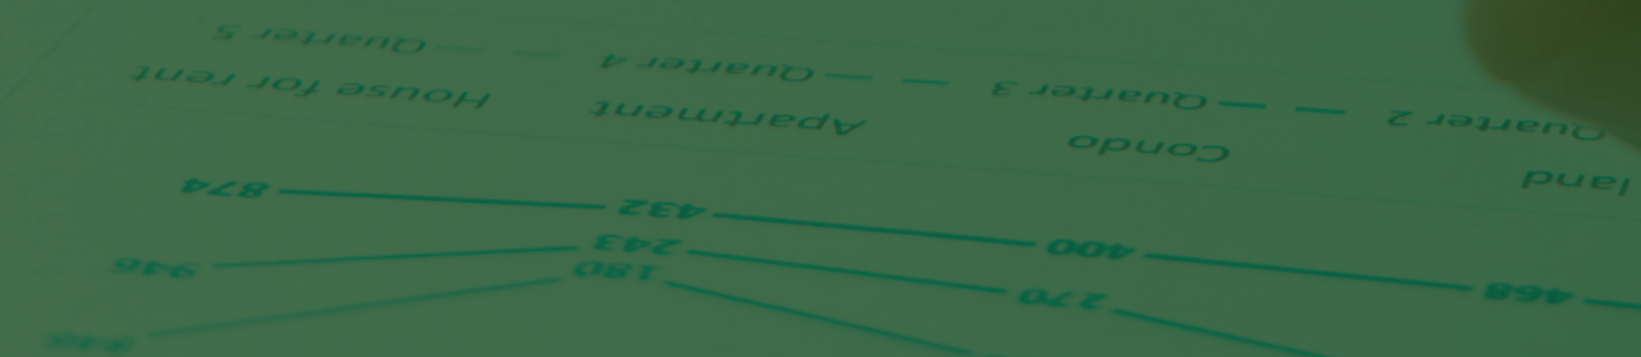 180
270 243 946
468 400 432 874
land Condo Apartment House for rent
Quarter 2 Quarter 3 Quarter 4 Quarter 5